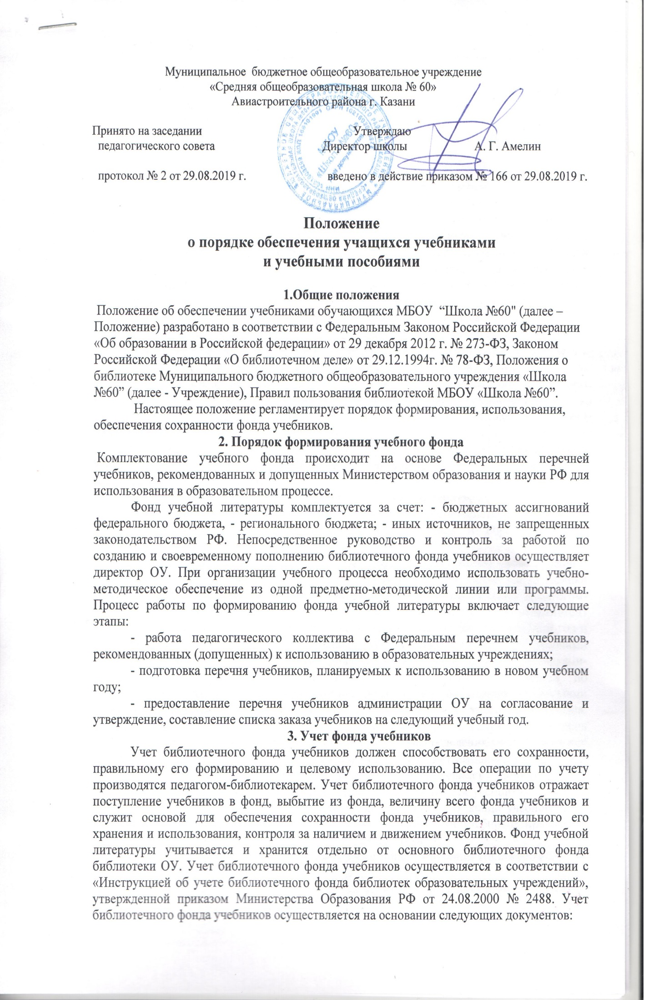 Муниципальное бюджетное общеобразовательное учреждение
«Средняя общеобразовательная школа № 60»
Авиастроительного района г. Казани
Принято на заседании Утверждаю
педагогического совета Директор школы А. Г. Амелин
протокол № 2 от 29.08.2019 г. введено в действие приказом № 166 от 29.08.2019 г.
МБОУ
«Школа №60»
Положение
о порядке обеспечения учащихся учебниками
и учебными пособиями
1.Общие положения
Положение об обеспечении учебниками обучающихся МБОУ “Школа №60" (далее –
Положение) разработано в соответствии с Федеральным Законом Российской Федерации
«Об образовании в Российской федерации» от 29 декабря 2012 г. № 273-ФЗ, Законом
Российской Федерации «О библиотечном деле» от 29.12.1994г. № 78-ФЗ, Положения о
библиотеке Муниципального бюджетного общеобразовательного учреждения «Школа
№60” (далее - Учреждение), Правил пользования библиотекой МБОУ «Школа №60”.
Настоящее положение регламентирует порядок формирования, использования,
обеспечения сохранности фонда учебников.
2. Порядок формирования учебного фонда
Комплектование учебного фонда происходит на основе Федеральных перечней
учебников, рекомендованных и допущенных Министерством образования и науки РФ для
использования в образовательном процессе.
Фонд учебной литературы комплектуется за счет: - бюджетных ассигнований
федерального бюджета, - регионального бюджета; - иных источников, не запрещенных
законодательством РФ. Непосредственное руководство и контроль за работой по
созданию и своевременному пополнению библиотечного фонда учебников осуществляет
директор ОУ. При организации учебного процесса необходимо использовать учебно-
методическое обеспечение из одной предметно-методической линии или программы.
Процесс работы по формированию фонда учебной литературы включает следующие
этапы:
- работа педагогического коллектива с Федеральным перечнем учебников,
рекомендованных (допущенных) к использованию в образовательных учреждениях;
- подготовка перечня учебников, планируемых к использованию в новом учебном
году;
- предоставление перечня учебников администрации ОУ на согласование и
утверждение, составление списка заказа учебников на следующий учебный год.
3. Учет фонда учебников
Учет библиотечного фонда учебников должен способствовать его сохранности,
правильному его формированию и целевому использованию. Все операции по учету
производятся педагогом-библиотекарем. Учет библиотечного фонда учебников отражает
поступление учебников в фонд, выбытие из фонда, величину всего фонда учебников и
служит основой для обеспечения сохранности фонда учебников, правильного его
хранения и использования, контроля за наличием и движением учебников. Фонд учебной
литературы учитывается и хранится отдельно от основного библиотечного фонда
библиотеки ОУ. Учет библиотечного фонда учебников осуществляется в соответствии с
«Инструкцией об учете библиотечного фонда библиотек образовательных учреждений»,
утвержденной приказом Министерства Образования РФ от 24.08.2000 № 2488. Учет
библиотечного фонда учебников осуществляется на основании следующих документов: